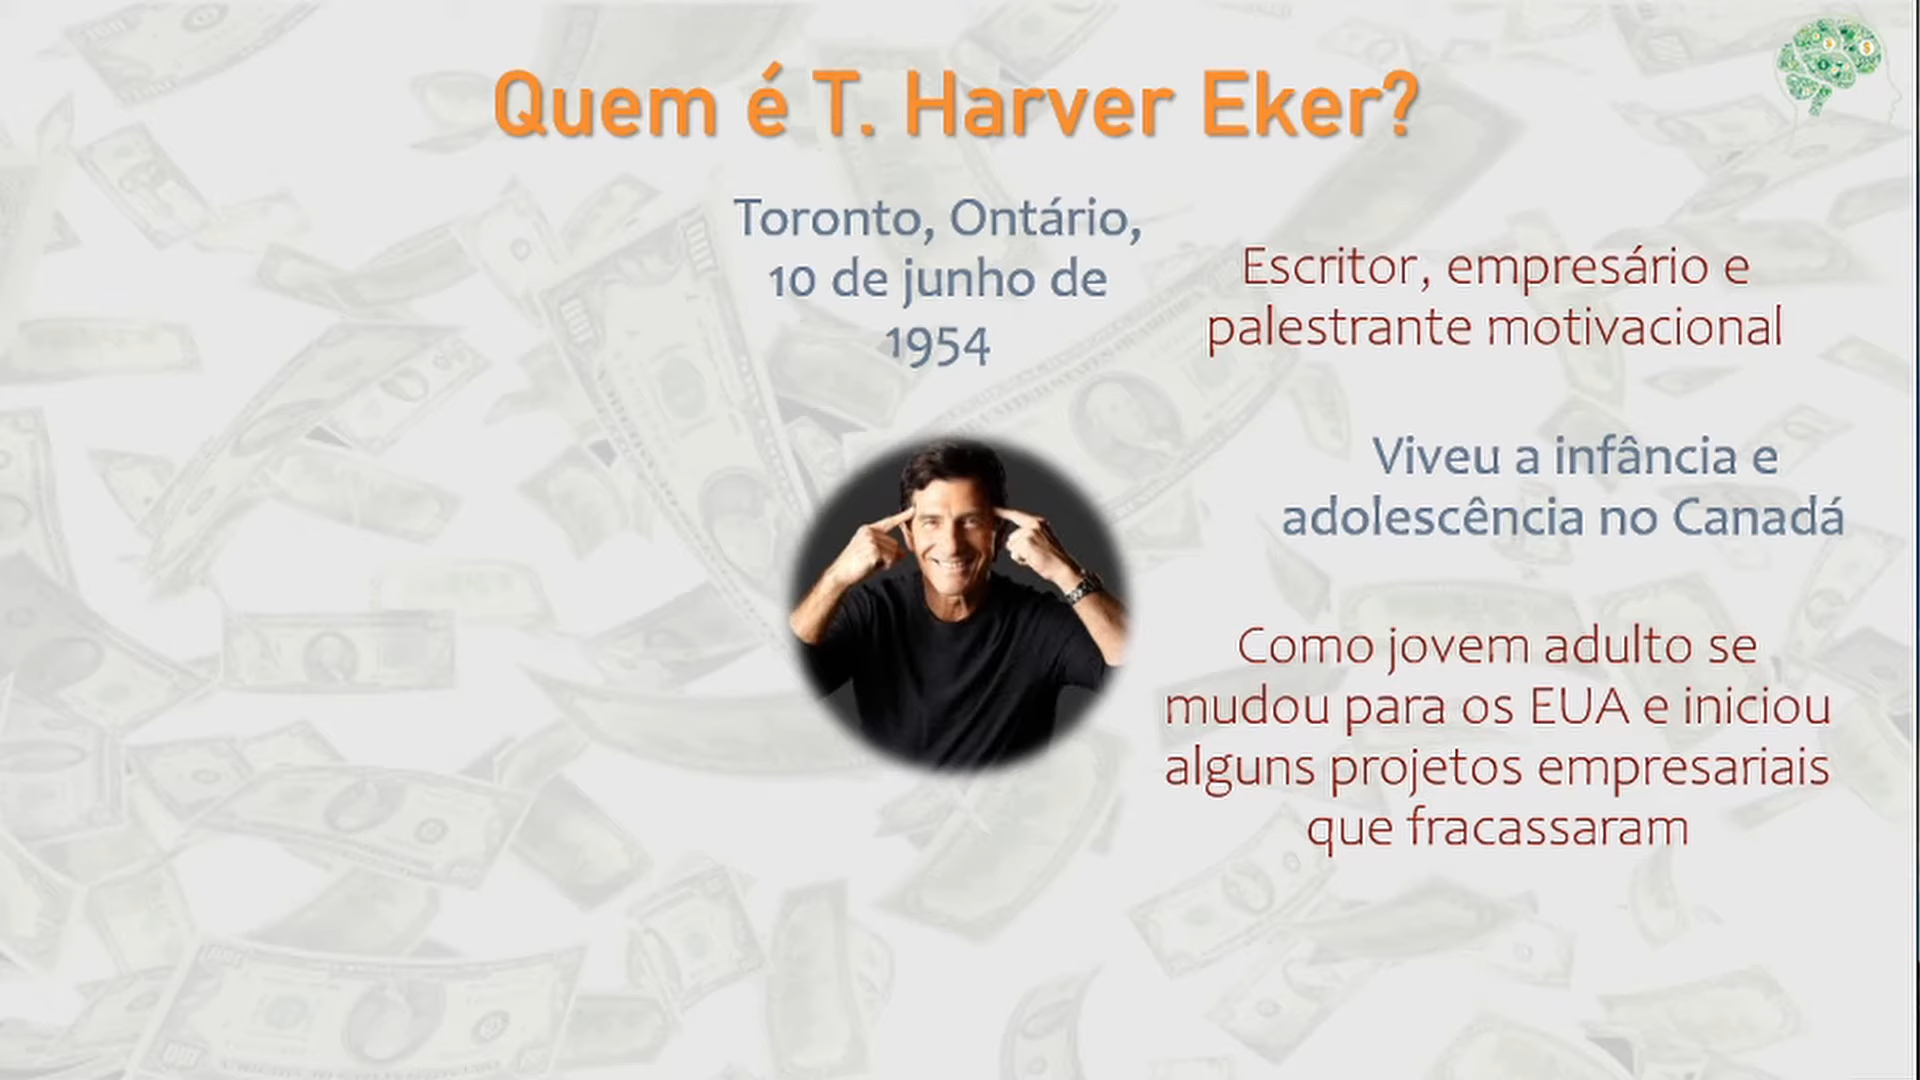 Quem é T. Harver Eker?
Toronto, Ontário,
10 de junho de
1954
Escritor, empresário e
palestrante motivacional
Viveu a infância e
adolescência no Canadá
Como jovem adulto se
mudou para os EUA e iniciou
alguns projetos empresariais
que fracassaram